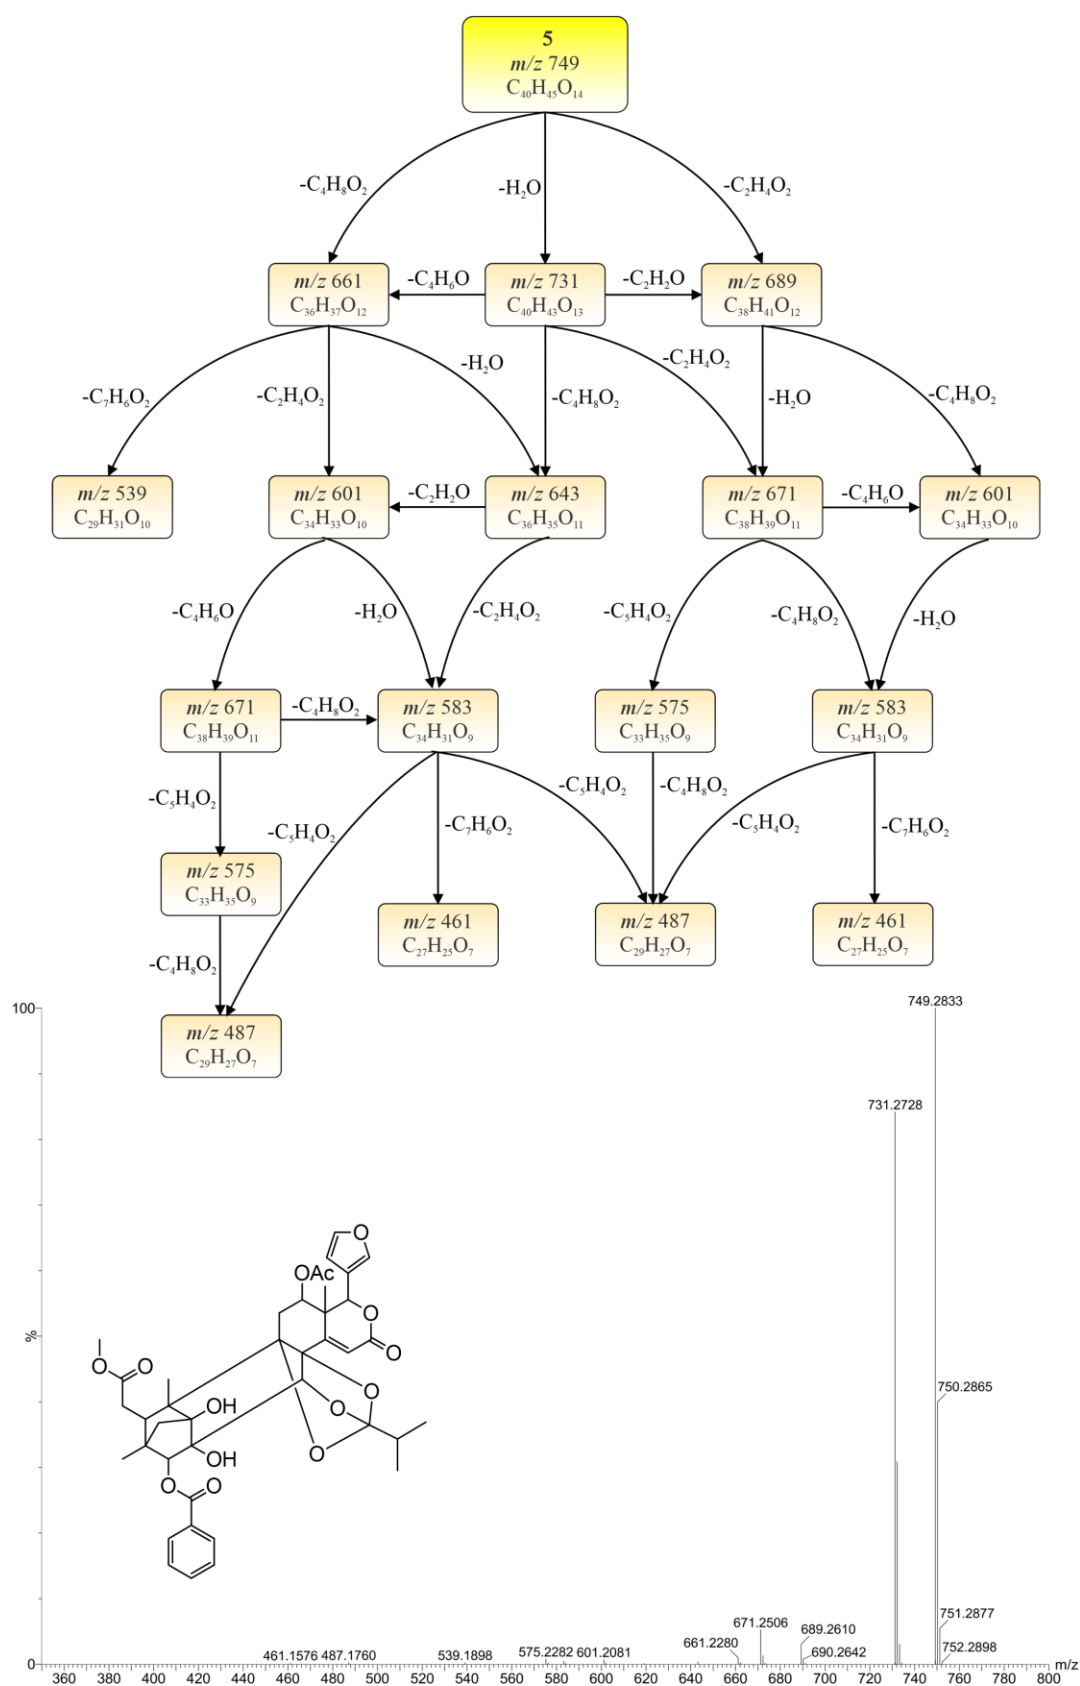 5
m/z 749
C₄₀H₄₅O₁₄
-C₄H₈O₂
-H₂O
-C₂H₄O₂
m/z 661
C₃₆H₃₇O₁₂
-C₄H₆O
m/z 731
C₄₀H₄₃O₁₃
-C₂H₂O
m/z 689
C₃₈H₄₁O₁₂
-C₇H₆O₂
-C₂H₄O₂
-H₂O
-C₄H₈O₂
-C₂H₄O₂
-H₂O
-C₄H₈O₂
m/z 539
C₂₉H₃₁O₁₀
m/z 601
C₃₄H₃₃O₁₀
-C₂H₂O
m/z 643
C₃₆H₃₅O₁₁
m/z 671
C₃₈H₃₉O₁₁
-C₄H₆O
m/z 601
C₃₄H₃₃O₁₀
-C₄H₆O
-H₂O
-C₂H₄O₂
-C₅H₄O₂
-C₄H₈O₂
-H₂O
m/z 671
C₃₈H₃₉O₁₁
-C₄H₈O₂
m/z 583
C₃₄H₃₁O₉
m/z 575
C₃₃H₃₅O₉
m/z 583
C₃₄H₃₁O₉
-C₅H₄O₂
-C₅H₄O₂
-C₇H₆O₂
-C₅H₄O₂
-C₄H₈O₂
-C₅H₄O₂
-C₇H₆O₂
m/z 575
C₃₃H₃₅O₉
m/z 461
C₂₇H₂₅O₇
m/z 487
C₂₉H₂₇O₇
m/z 461
C₂₇H₂₅O₇
-C₄H₈O₂
m/z 487
C₂₉H₂₇O₇
100
749.2833
731.2728
O
OAc
O
O
%
O
O
O
OH
O
O
OH
O
O
O
750.2865
751.2877
671.2506
689.2610
661.2280
690.2642
752.2898
461.1576 487.1760
539.1898
575.2282 601.2081
0
m/z
360 380 400 420 440 460 480 500 520 540 560 580 600 620 640 660 680 700 720 740 760 780 800